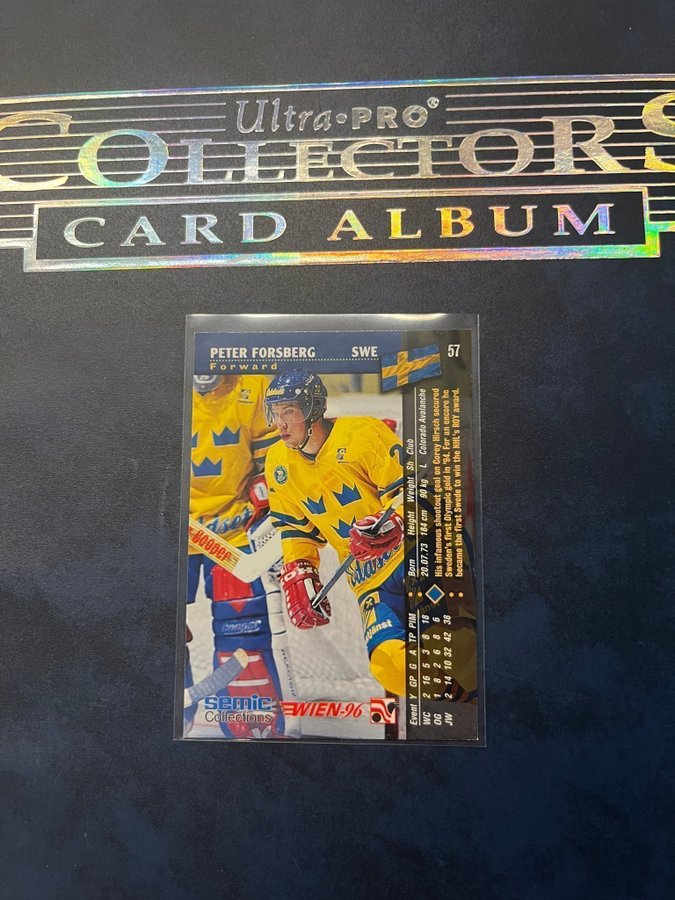 Ultra·PRO®
COLLECTORS
CARD ALBUM
PETER FORSBERG SWE 57
Forward
Born Height Weight Sh Club
20.07.73 184 cm 90 kg L Colorado Avalanche
His infamous shootout goal on Corey Hirsch secured
Sweden's first Olympic gold in '94. For an encore he
became the first Swede to win the NHL's ROY award.
Event Y GP G A TP PIM
WC 2 16 5 3 8 18
OG 1 8 2 6 8 6
JW 2 14 10 32 42 38
cooper
cooper
semic
Collections
WIEN-96